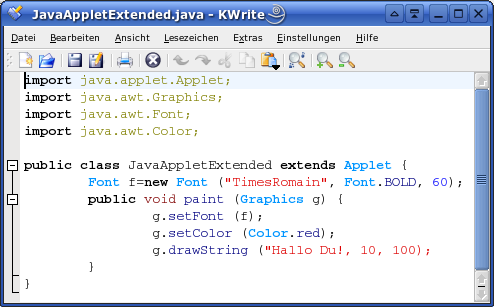 JavaAppletExtended.java - KWrite
Datei Bearbeiten Ansicht Lesezeichen Extras Einstellungen Hilfe
import java.applet.Applet;
import java.awt.Graphics;
import java.awt.Font;
import java.awt.Color;
public class JavaAppletExtended extends Applet {
Font f=new Font ("TimesRomain", Font.BOLD, 60);
public void paint (Graphics g) {
g.setFont (f);
g.setColor (Color.red);
g.drawString ("Hallo Du!, 10, 100);
}
}